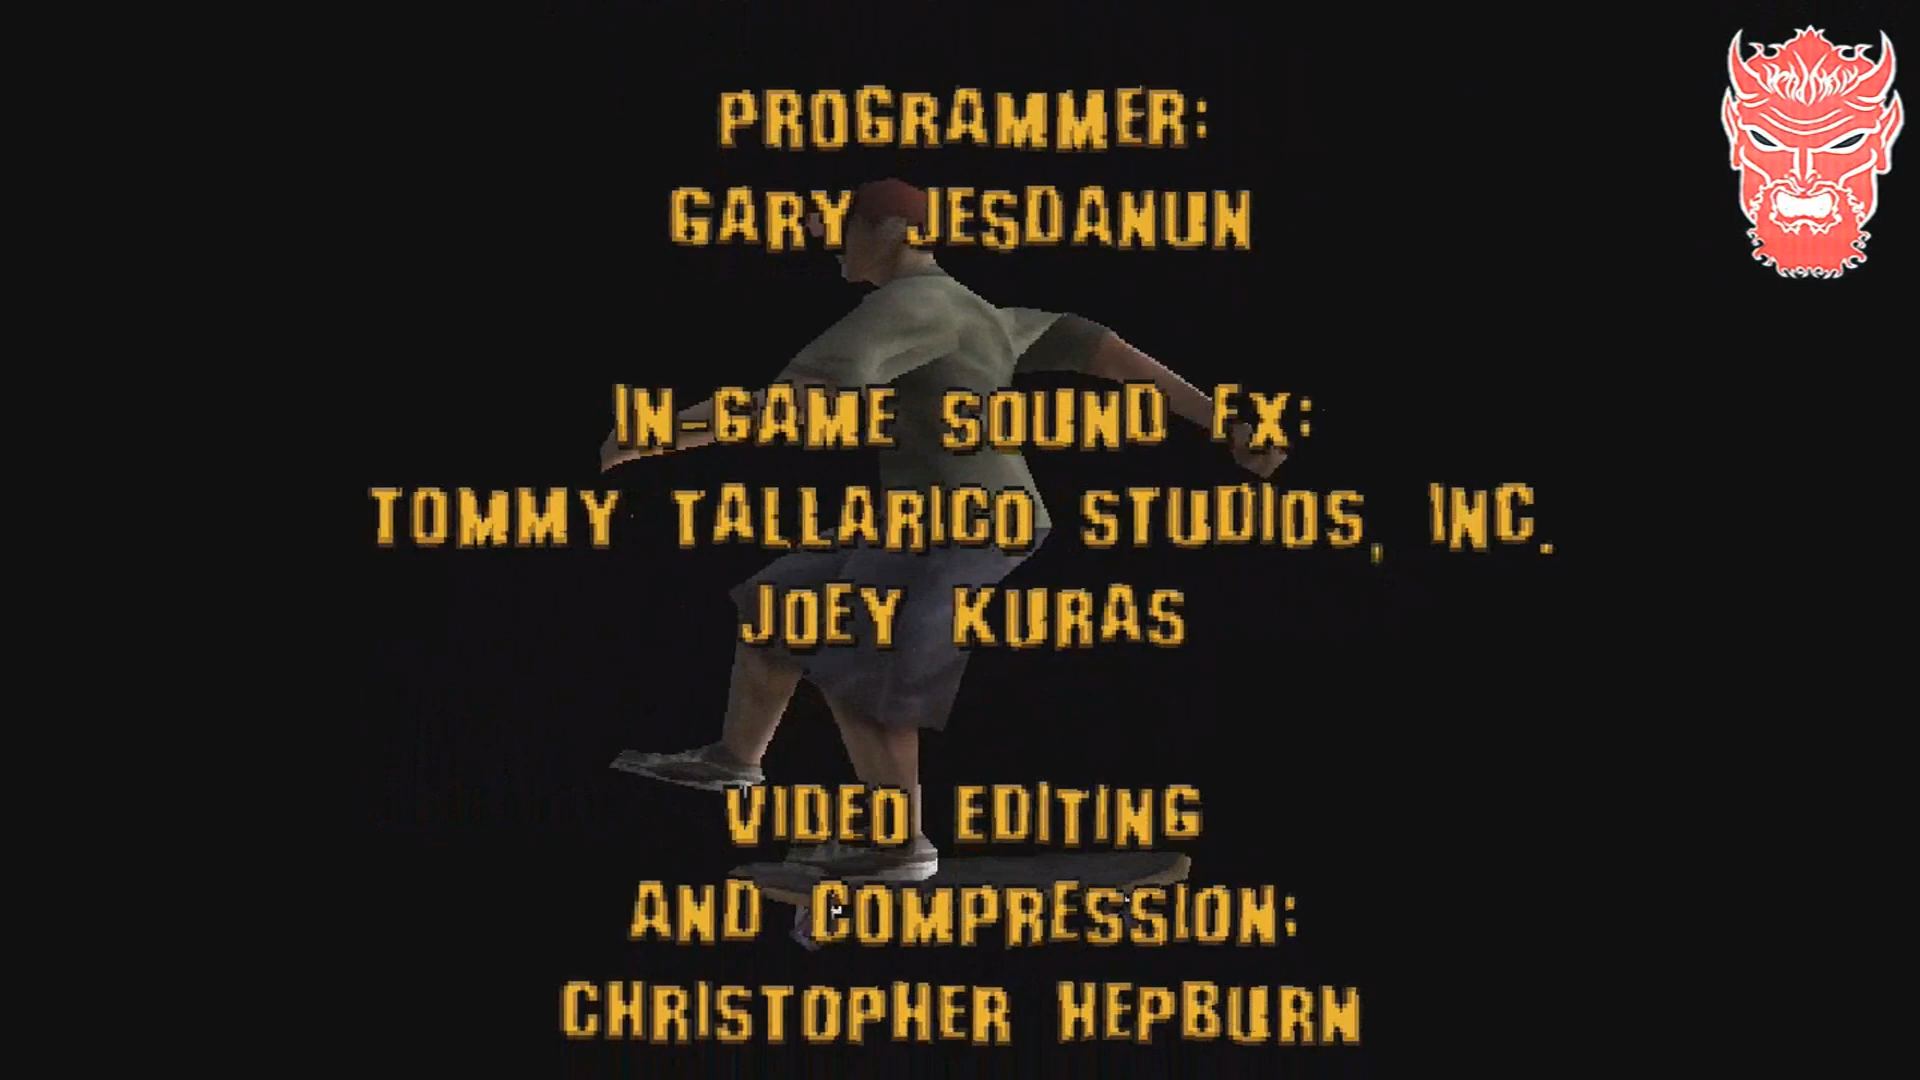 PROGRAMMER:
GARY JESDANUN
IN-GAME SOUND FX:
TOMMY TALLARICO STUDIOS, INC.
JOEY KURAS
VIDEO EDITING
AND COMPRESSION:
CHRISTOPHER HEPBURN